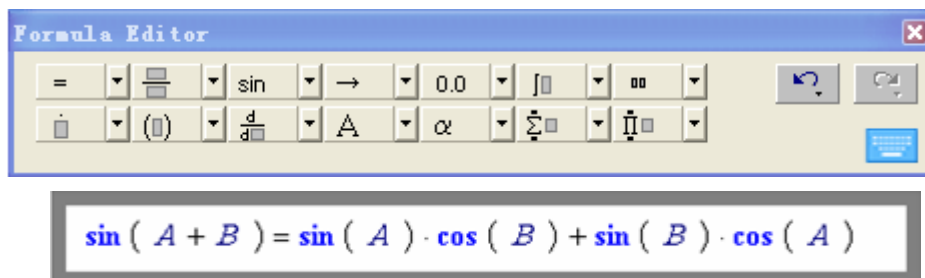 Formula Editor
= sin → 0.0 ∫
(▯) d/d▯ A α Σ▯ Π▯
sin ( A + B ) = sin ( A ) · cos ( B ) + sin ( B ) · cos ( A )